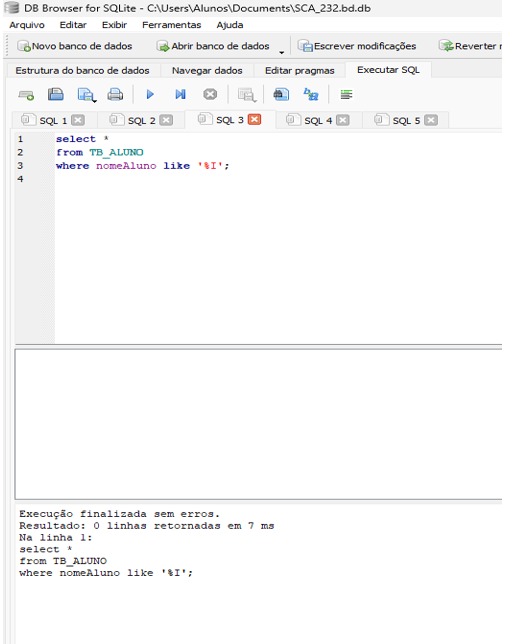 DB Browser for SQLite - C:\Users\Alunos\Documents\SCA_232.bd.db
Arquivo Editar Exibir Ferramentas Ajuda
Novo banco de dados Abrir banco de dados Escrever modificações Reverter
Estrutura do banco de dados Navegar dados Editar pragmas Executar SQL
SQL 1 SQL 2 SQL 3 SQL 4 SQL 5
1 select *
2 from TB_ALUNO
3 where nomeAluno like '%I';
4
Execução finalizada sem erros.
Resultado: 0 linhas retornadas em 7 ms
Na linha 1:
select *
from TB_ALUNO
where nomeAluno like '%I';